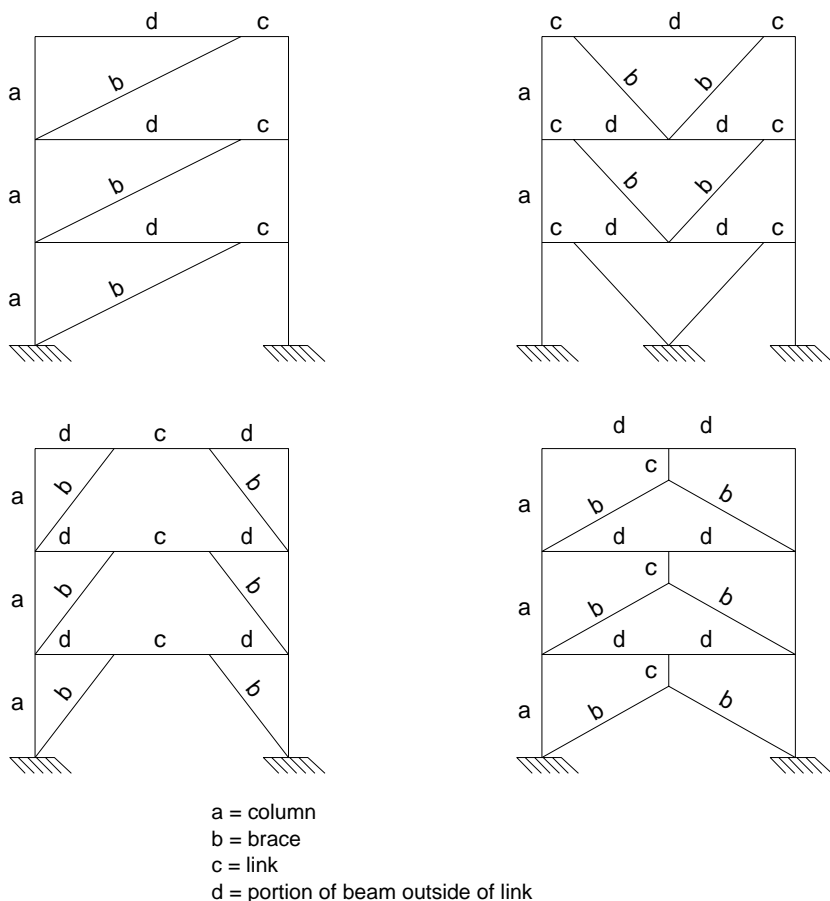 d c c d c
a b b b a
d c c d d c
a b b b a
d c c d d c
a b
d c d d d
a b b c
d c d a b b
d d
a b b c
d c d a b b
d d
a b b c
a b b
a = column
b = brace
c = link
d = portion of beam outside of link